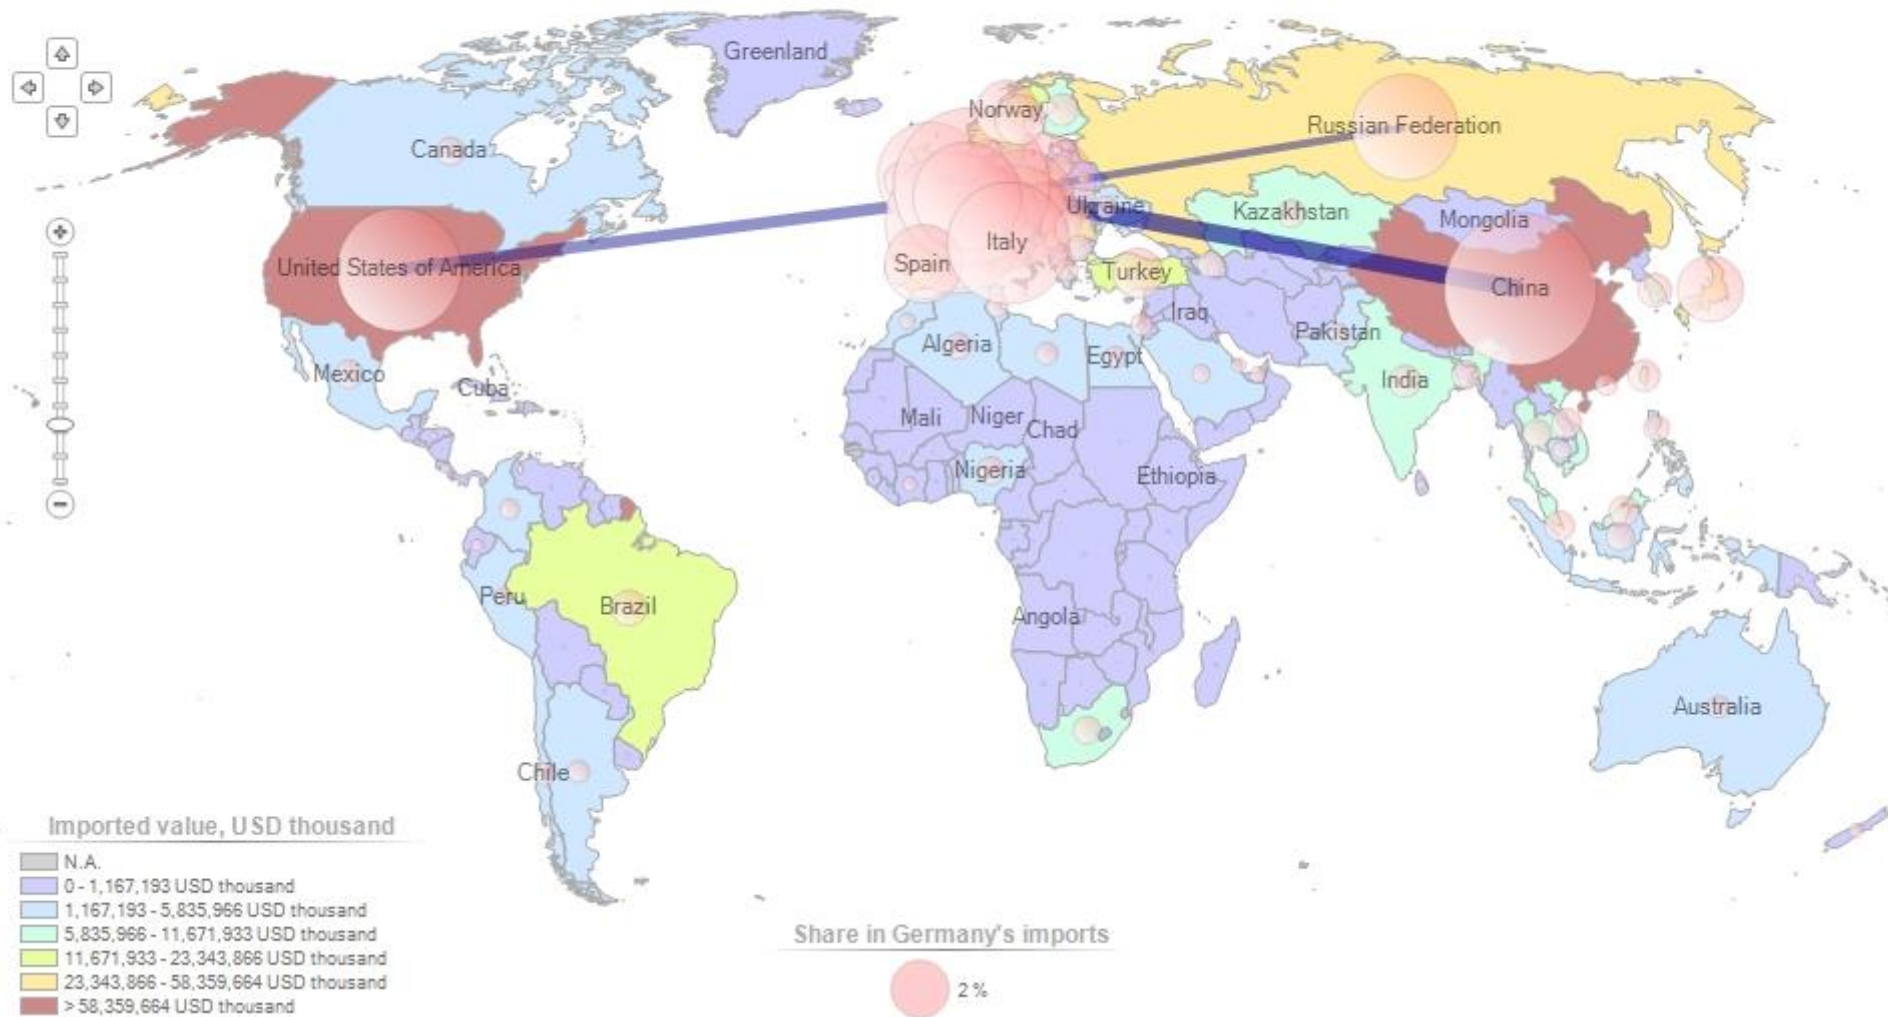 Greenland
Norway
Russian Federation
Canada
Ukraine
Kazakhstan
Mongolia
Italy
Spain
United States of America
Turkey
China
Iraq
Pakistan
Algeria
Egypt
Mexico
Cuba
India
Mali
Niger
Chad
Nigeria
Ethiopia
Peru
Brazil
Angola
Australia
Chile
Imported value, USD thousand
N.A.
0 - 1,167,193 USD thousand
1,167,193 - 5,835,966 USD thousand
5,835,966 - 11,671,933 USD thousand
11,671,933 - 23,343,866 USD thousand
23,343,866 - 58,359,664 USD thousand
> 58,359,664 USD thousand
Share in Germany's imports
2 %